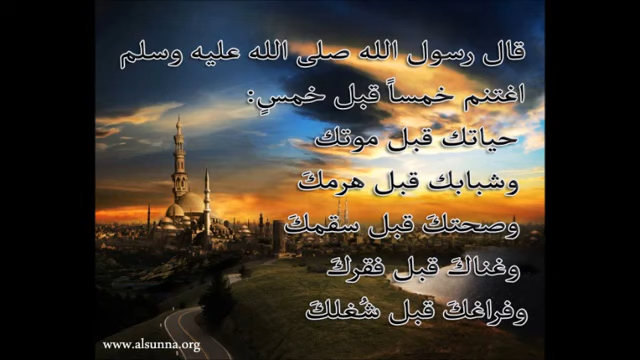 قال رسول الله صلى الله عليه وسلم
اغتنم خمساً قبل خمسٍ:
حياتك قبل موتك
وشبابك قبل هرمكَ
وصحتكَ قبل سقمكَ
وغناكَ قبل فقركَ
وفراغكَ قبل شُغلكَ
www.alsunna.org